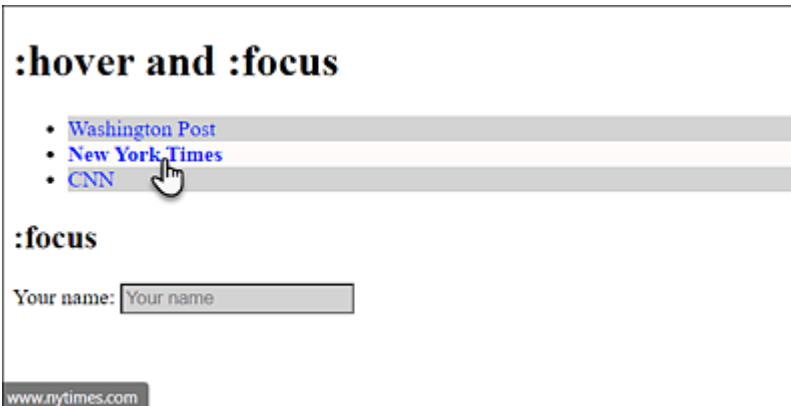 :hover and :focus
Washington Post
New York Times
CNN
:focus
Your name: Your name
www.nytimes.com